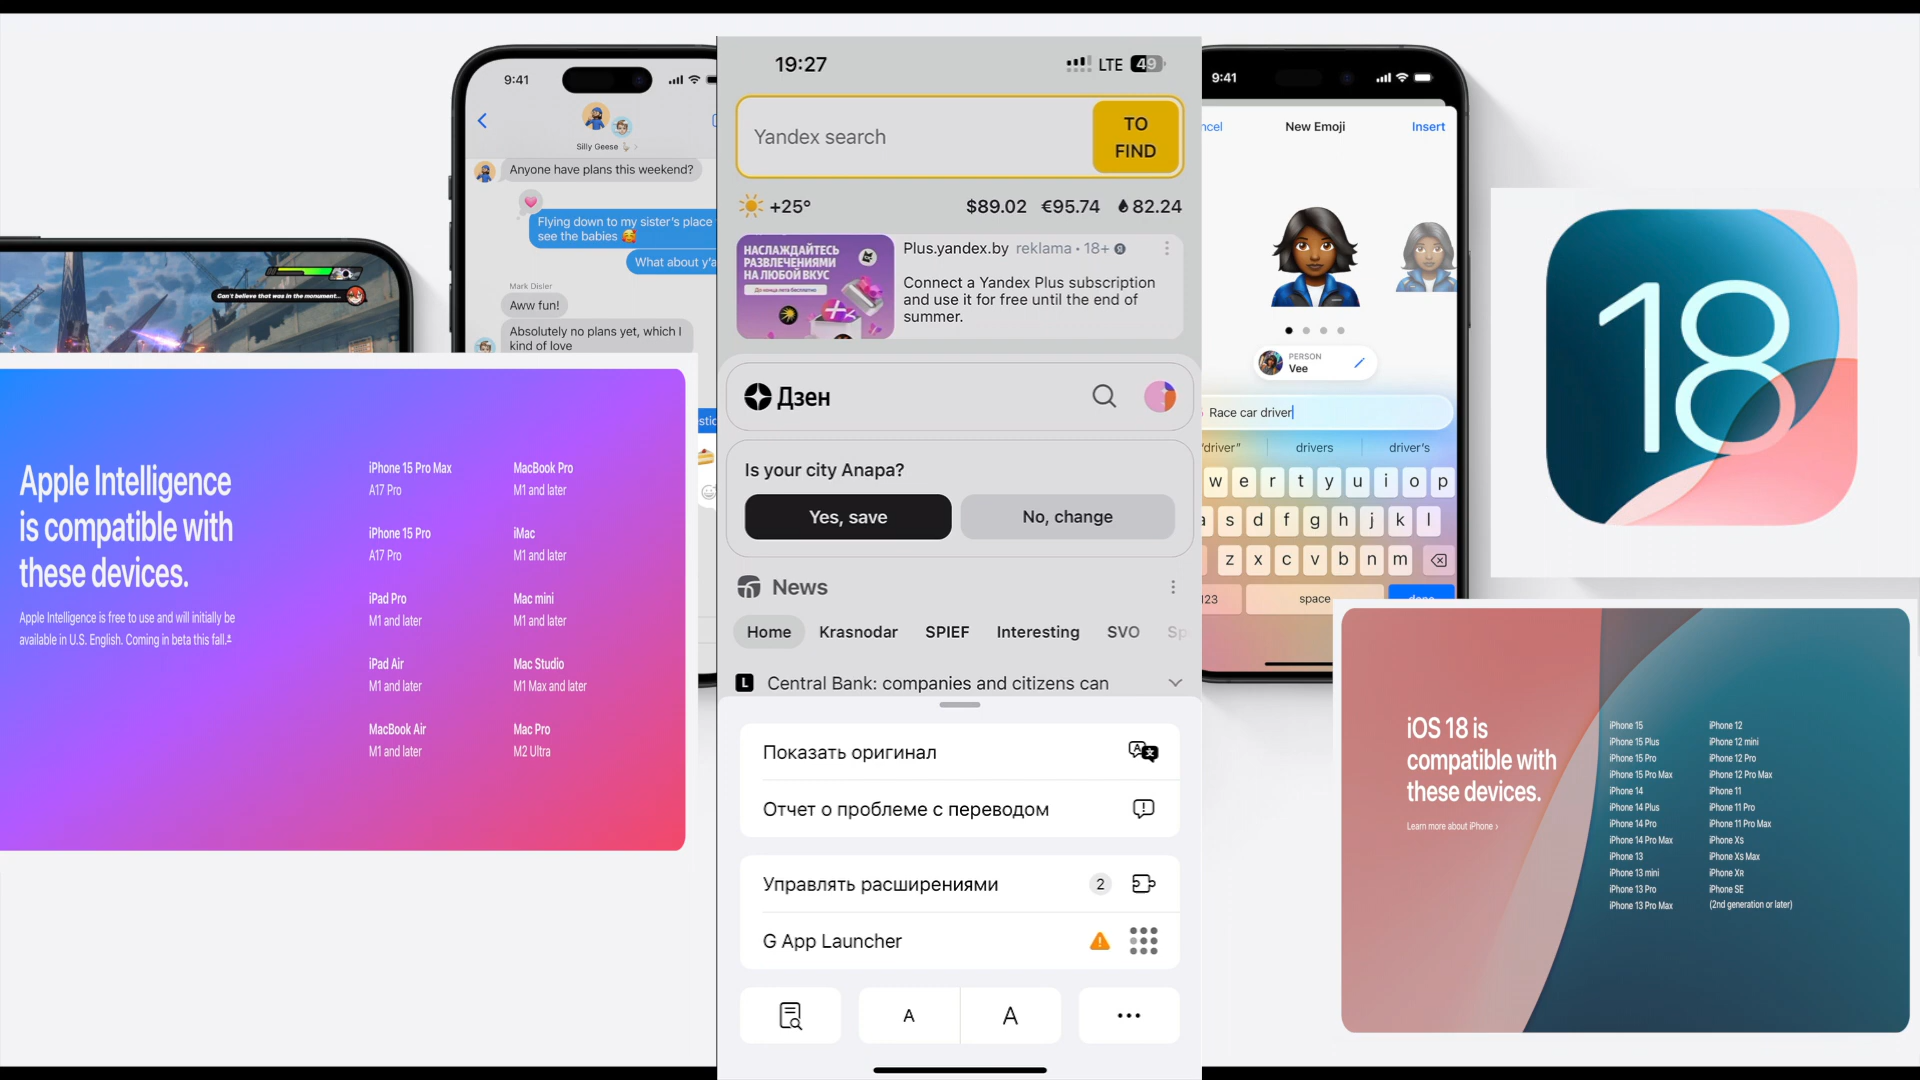 Can't believe that was in the monument...
Apple Intelligence
is compatible with
these devices.
Apple Intelligence is free to use and will initially be
available in U.S. English. Coming in beta this fall.
iPhone 15 Pro Max
A17 Pro
iPhone 15 Pro
A17 Pro
iPad Pro
M1 and later
iPad Air
M1 and later
MacBook Air
M1 and later
MacBook Pro
M1 and later
iMac
M1 and later
Mac mini
M1 and later
Mac Studio
M1 Max and later
Mac Pro
M2 Ultra
9:41
Silly Geese
Anyone have plans this weekend?
Flying down to my sister's place
see the babies
What about y'a
Mark Disler
Aww fun!
Absolutely no plans yet, which I
kind of love
19:27
LTE 49
Yandex search
TO
FIND
+25°
$89.02 €95.74 82.24
НАСЛАЖДАЙТЕСЬ
РАЗВЛЕЧЕНИЯМИ
НА ЛЮБОЙ ВКУС
До конца лета бесплатно
Plus.yandex.by reklama • 18+
Connect a Yandex Plus subscription
and use it for free until the end of
summer.
Дзен
Is your city Anapa?
Yes, save
No, change
News
Home Krasnodar SPIEF Interesting SVO Sp
L Central Bank: companies and citizens can
Показать оригинал
Отчет о проблеме с переводом
Управлять расширениями 2
G App Launcher
A A
9:41
ncel New Emoji Insert
PERSON
Vee
Race car driver
"driver" drivers driver's
w e r t y u i o p
a s d f g h j k l
z x c v b n m
123 space done
18
iOS 18 is
compatible with
these devices.
Learn more about iPhone ›
iPhone 15
iPhone 15 Plus
iPhone 15 Pro
iPhone 15 Pro Max
iPhone 14
iPhone 14 Plus
iPhone 14 Pro
iPhone 14 Pro Max
iPhone 13
iPhone 13 mini
iPhone 13 Pro
iPhone 13 Pro Max
iPhone 12
iPhone 12 mini
iPhone 12 Pro
iPhone 12 Pro Max
iPhone 11
iPhone 11 Pro
iPhone 11 Pro Max
iPhone Xs
iPhone Xs Max
iPhone XR
iPhone SE
(2nd generation or later)